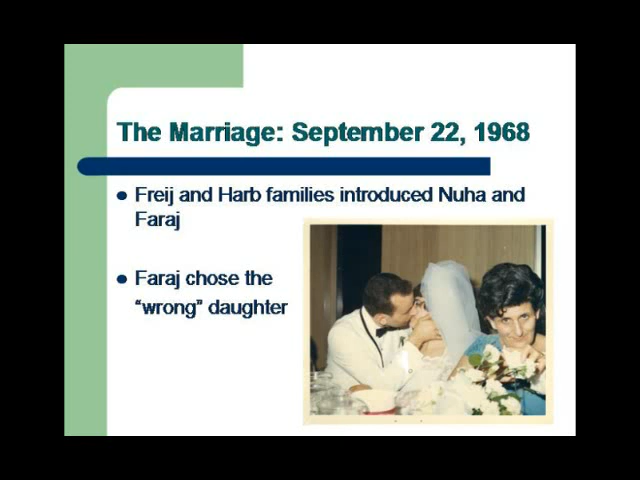 The Marriage: September 22, 1968
Freij and Harb families introduced Nuha and
Faraj
Faraj chose the
“wrong” daughter